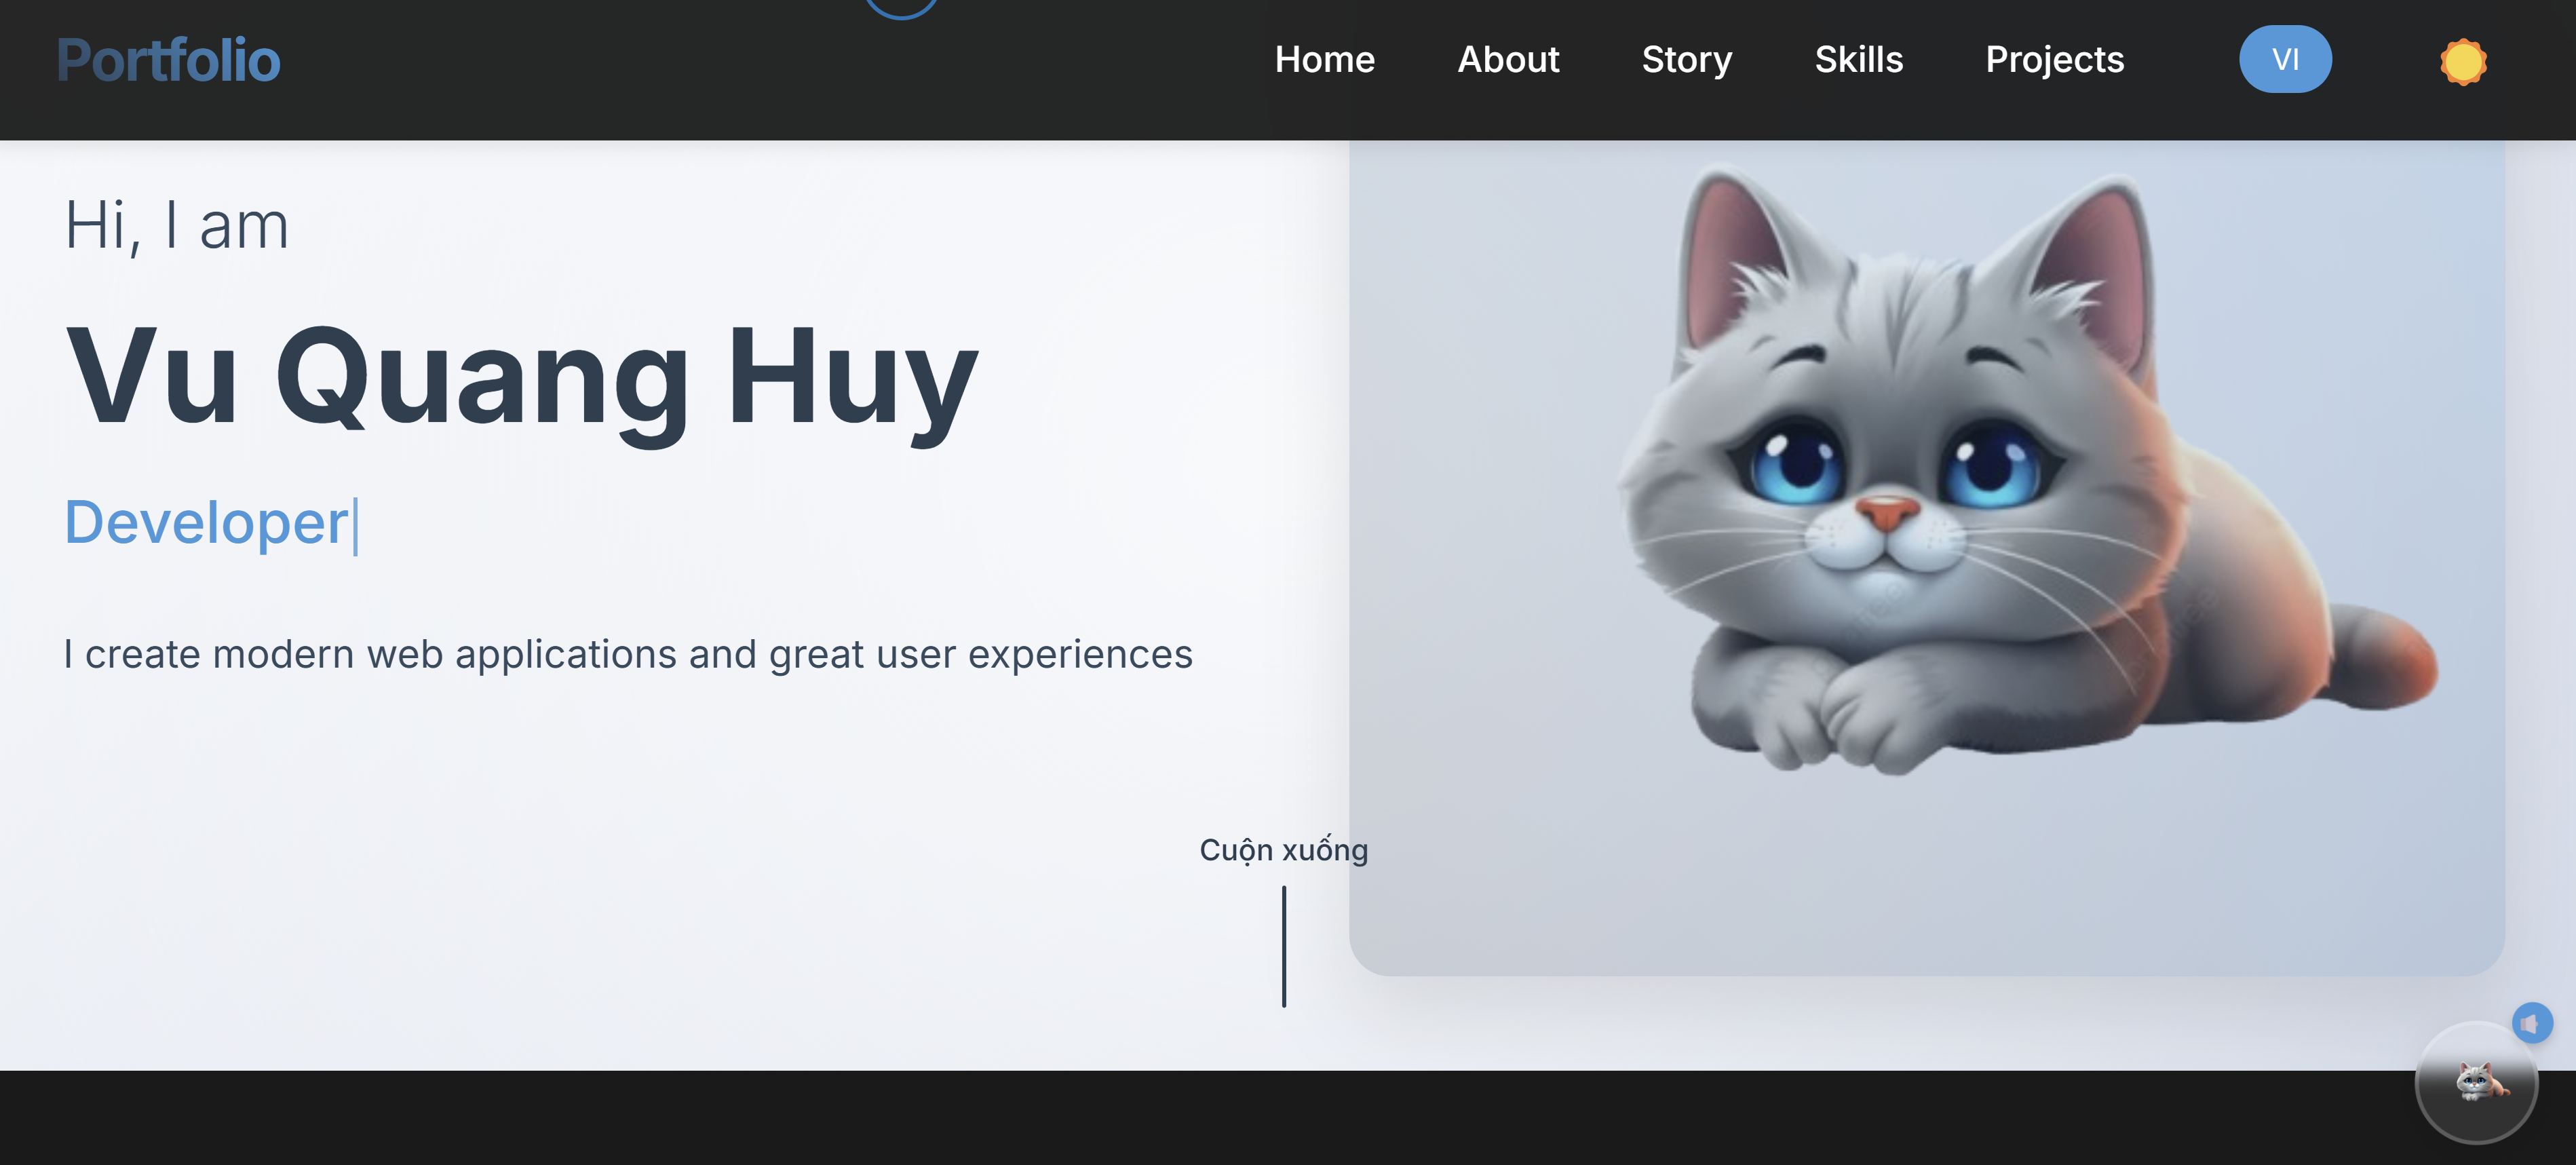 Portfolio
Home About Story Skills Projects VI
Hi, I am
Vu Quang Huy
Developer
I create modern web applications and great user experiences
Cuộn xuống